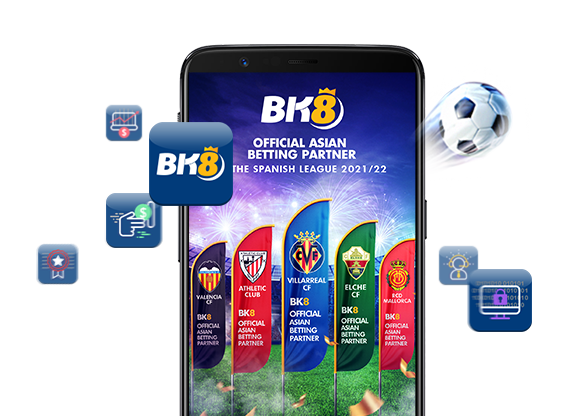 BK8
OFFICIAL ASIAN
BETTING PARTNER
THE SPANISH LEAGUE 2021/22
BK8
VALENCIA
CF
BK8
OFFICIAL
ASIAN
BETTING
PARTNER
ATHLETIC
CLUB
BK8
OFFICIAL
ASIAN
BETTING
PARTNER
VILLARREAL
CF
BK8
OFFICIAL
ASIAN
BETTING
PARTNER
ELCHE
CF
BK8
OFFICIAL
ASIAN
BETTING
PARTNER
RCD
MALLORCA
BK8
OFFICIAL
ASIAN
BETTING
PARTNER